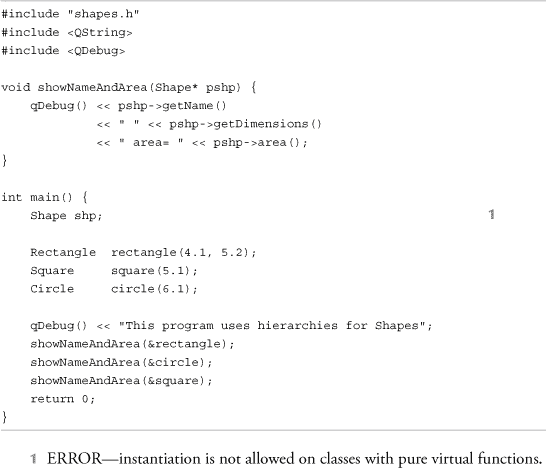 #include "shapes.h"
#include <QString>
#include <QDebug>

void showNameAndArea(Shape* pshp) {
    qDebug() << pshp->getName()
             << " " << pshp->getDimensions()
             << " area= " << pshp->area();
}

int main() {
    Shape shp; 1

    Rectangle  rectangle(4.1, 5.2);
    Square     square(5.1);
    Circle     circle(6.1);

    qDebug() << "This program uses hierarchies for Shapes";
    showNameAndArea(&rectangle);
    showNameAndArea(&circle);
    showNameAndArea(&square);
    return 0;
}
1 ERROR—instantiation is not allowed on classes with pure virtual functions.